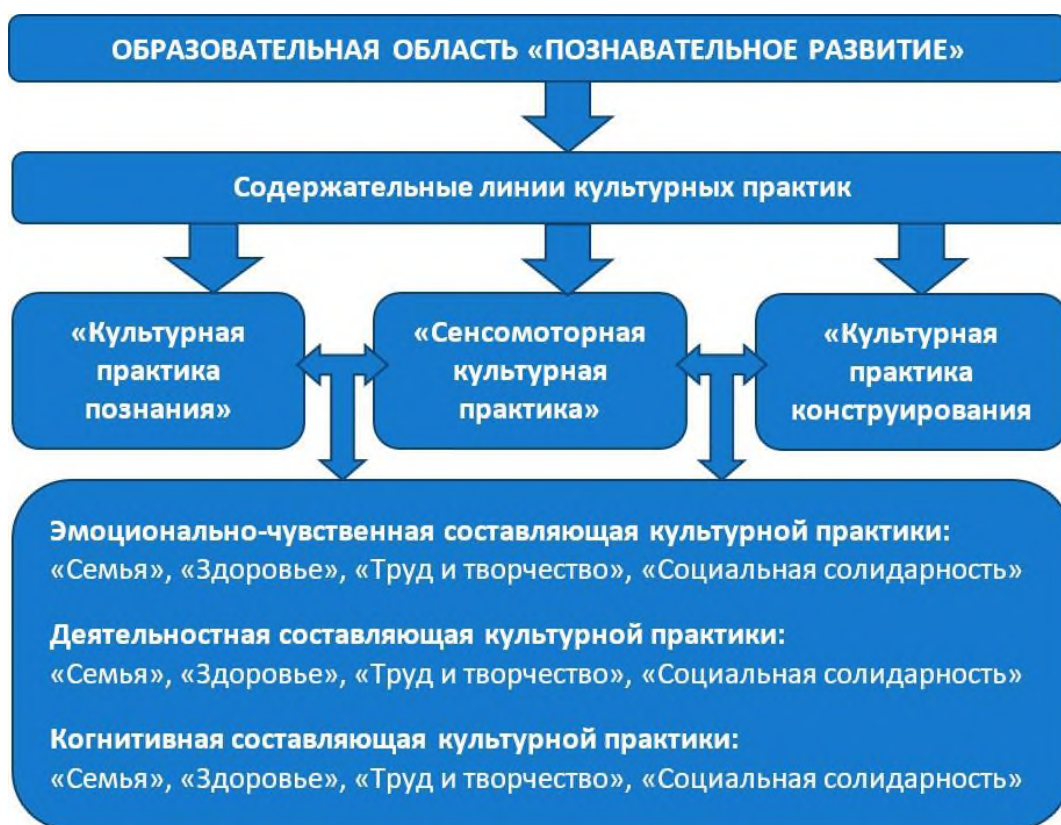 ОБРАЗОВАТЕЛЬНАЯ ОБЛАСТЬ «ПОЗНАВАТЕЛЬНОЕ РАЗВИТИЕ»
Содержательные линии культурных практик
«Культурная
практика
познания»
«Сенсомоторная
культурная
практика»
«Культурная
практика
конструирования
Эмоционально-чувственная составляющая культурной практики:
«Семья», «Здоровье», «Труд и творчество», «Социальная солидарность»
Деятельностная составляющая культурной практики:
«Семья», «Здоровье», «Труд и творчество», «Социальная солидарность»
Когнитивная составляющая культурной практики:
«Семья», «Здоровье», «Труд и творчество», «Социальная солидарность»